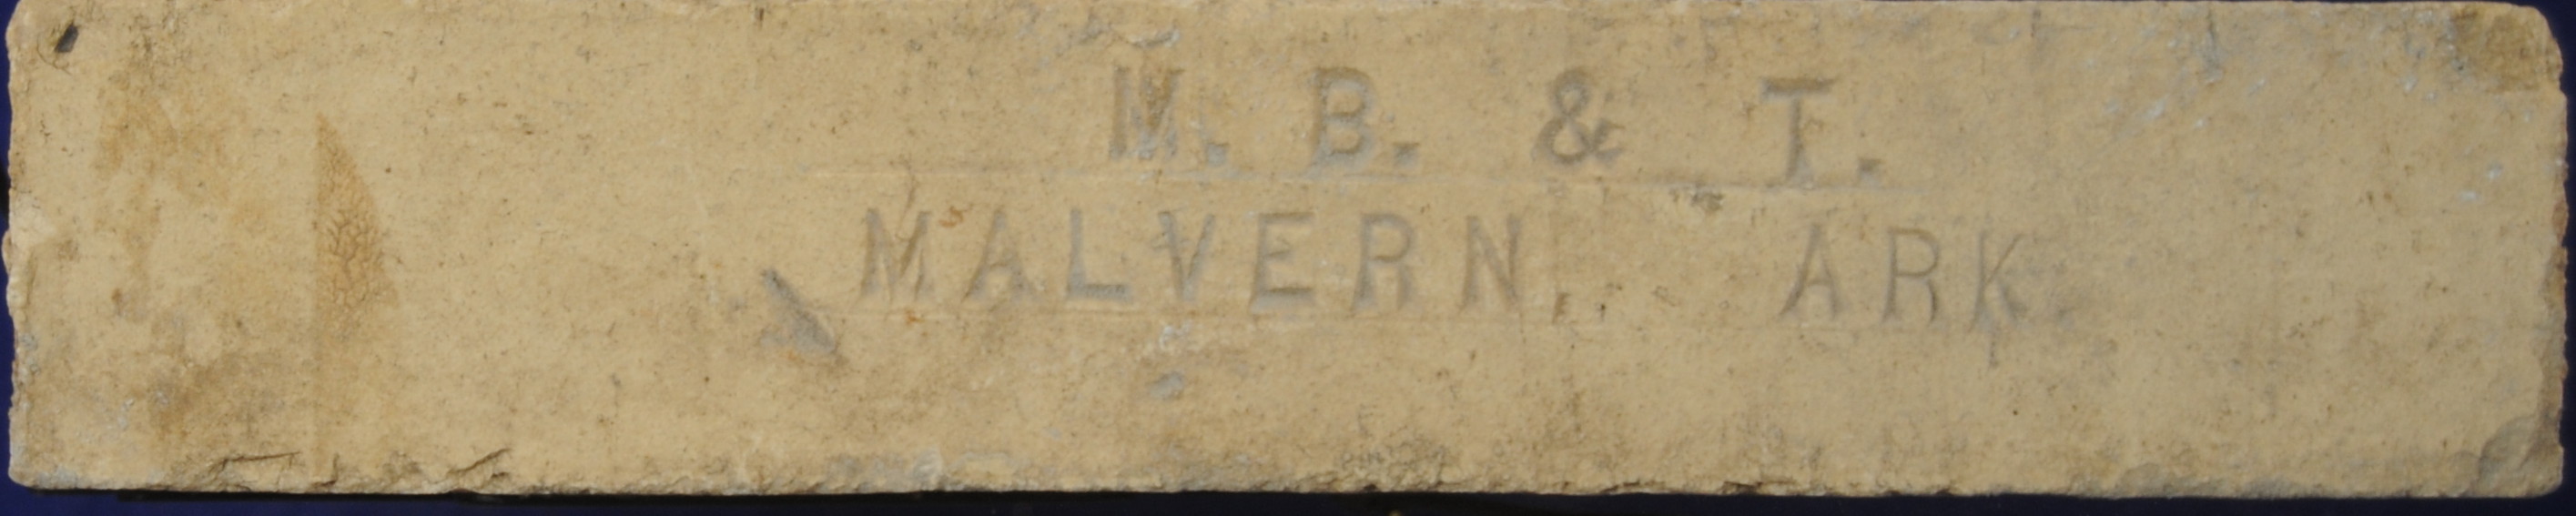 M. B. & T.
MALVERN, ARK.